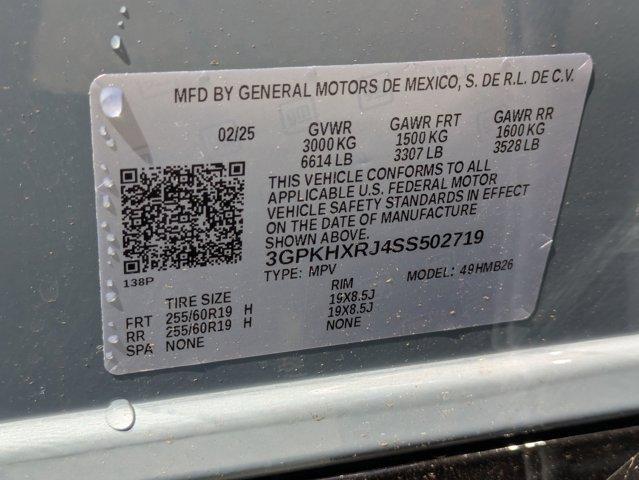 MFD BY GENERAL MOTORS DE MEXICO, S. DE R.L. DE C.V.
02/25 GVWR GAWR FRT GAWR RR
3000 KG 1500 KG 1600 KG
6614 LB 3307 LB 3528 LB
THIS VEHICLE CONFORMS TO ALL
APPLICABLE U.S. FEDERAL MOTOR
VEHICLE SAFETY STANDARDS IN EFFECT
ON THE DATE OF MANUFACTURE
SHOWN ABOVE.
3GPKHXRJ4SS502719
138P TYPE: MPV MODEL: 49HMB26
TIRE SIZE RIM
FRT 255/60R19 H 19X8.5J
RR 255/60R19 H 19X8.5J
SPA NONE NONE